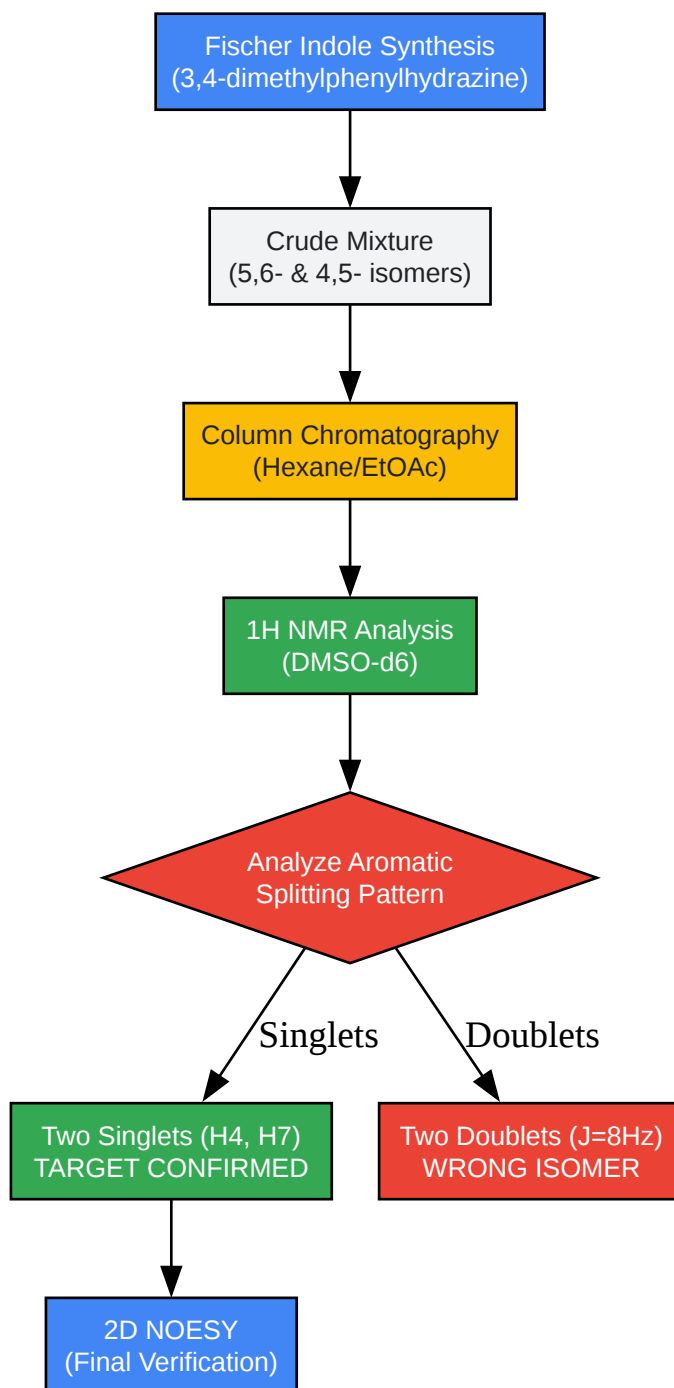 Fischer Indole Synthesis
(3,4-dimethylphenylhydrazine)
Crude Mixture
(5,6- & 4,5- isomers)
Column Chromatography
(Hexane/EtOAc)
1H NMR Analysis
(DMSO-d6)
Analyze Aromatic
Splitting Pattern
Singlets
Doublets
Two Singlets (H4, H7)
TARGET CONFIRMED
Two Doublets (J=8Hz)
WRONG ISOMER
2D NOESY
(Final Verification)